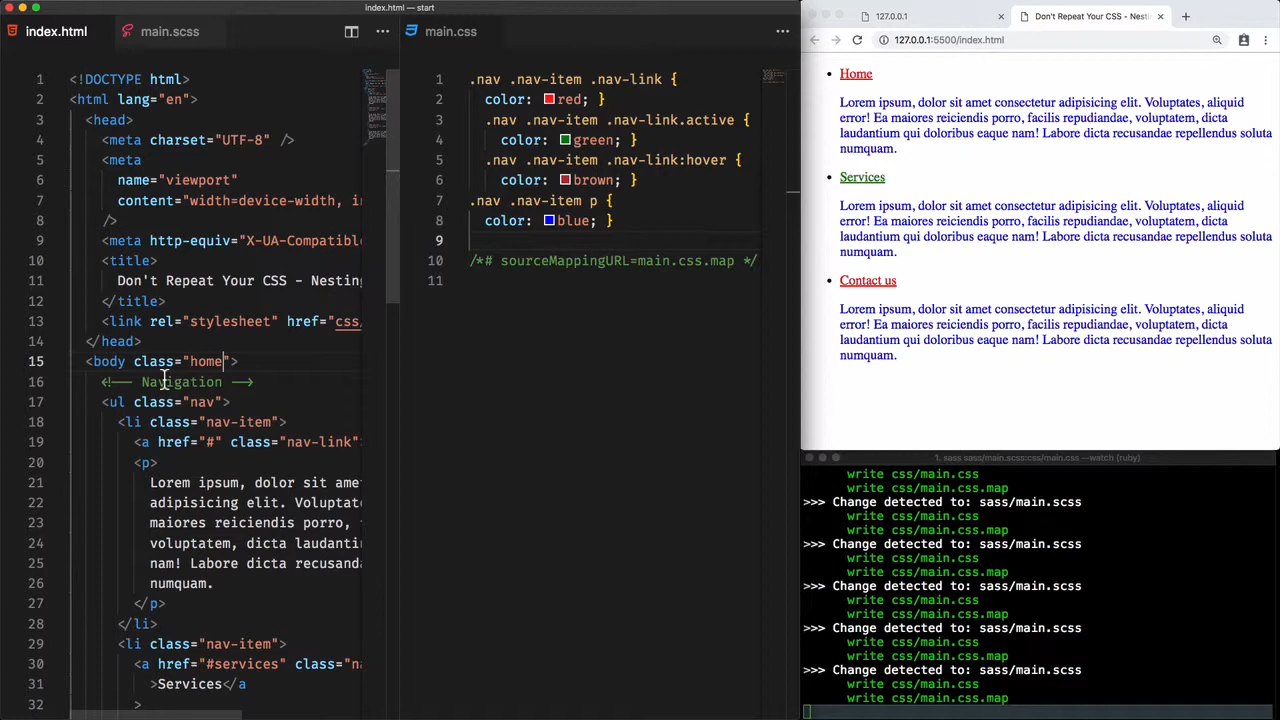 index.html — start
index.html
main.scss
main.css
1 <!DOCTYPE html>
2 <html lang="en">
3 <head>
4 <meta charset="UTF-8" />
5 <meta
6 name="viewport"
7 content="width=device-width, in
8 />
9 <meta http-equiv="X-UA-Compatible
10 <title>
11 Don't Repeat Your CSS - Nesting
12 </title>
13 <link rel="stylesheet" href="css/
14 </head>
15 <body class="home">
16 <!-- Navigation -->
17 <ul class="nav">
18 <li class="nav-item">
19 <a href="#" class="nav-link"
20 <p>
21 Lorem ipsum, dolor sit ame
22 adipisicing elit. Voluptat
23 maiores reiciendis porro,
24 voluptatem, dicta laudanti
25 nam! Labore dicta recusand
26 numquam.
27 </p>
28 </li>
29 <li class="nav-item">
30 <a href="#services" class="na
31 >Services</a
32 >
1 .nav .nav-item .nav-link {
2 color: red; }
3 .nav .nav-item .nav-link.active {
4 color: green; }
5 .nav .nav-item .nav-link:hover {
6 color: brown; }
7 .nav .nav-item p {
8 color: blue; }
9
10 /*# sourceMappingURL=main.css.map */
11
127.0.0.1
Don't Repeat Your CSS - Nestin
127.0.0.1:5500/index.html
Home
Lorem ipsum, dolor sit amet consectetur adipisicing elit. Voluptates, aliquid
error! Ea maiores reiciendis porro, facilis repudiandae, voluptatem, dicta
laudantium qui doloribus eaque nam! Labore dicta recusandae repellendus soluta
numquam.
Services
Lorem ipsum, dolor sit amet consectetur adipisicing elit. Voluptates, aliquid
error! Ea maiores reiciendis porro, facilis repudiandae, voluptatem, dicta
laudantium qui doloribus eaque nam! Labore dicta recusandae repellendus soluta
numquam.
Contact us
Lorem ipsum, dolor sit amet consectetur adipisicing elit. Voluptates, aliquid
error! Ea maiores reiciendis porro, facilis repudiandae, voluptatem, dicta
laudantium qui doloribus eaque nam! Labore dicta recusandae repellendus soluta
numquam.
1. sass sass/main.scss:css/main.css --watch (ruby)
write css/main.css
write css/main.css.map
>>> Change detected to: sass/main.scss
write css/main.css
write css/main.css.map
>>> Change detected to: sass/main.scss
write css/main.css
write css/main.css.map
>>> Change detected to: sass/main.scss
write css/main.css
write css/main.css.map
>>> Change detected to: sass/main.scss
write css/main.css
write css/main.css.map
>>> Change detected to: sass/main.scss
write css/main.css
write css/main.css.map